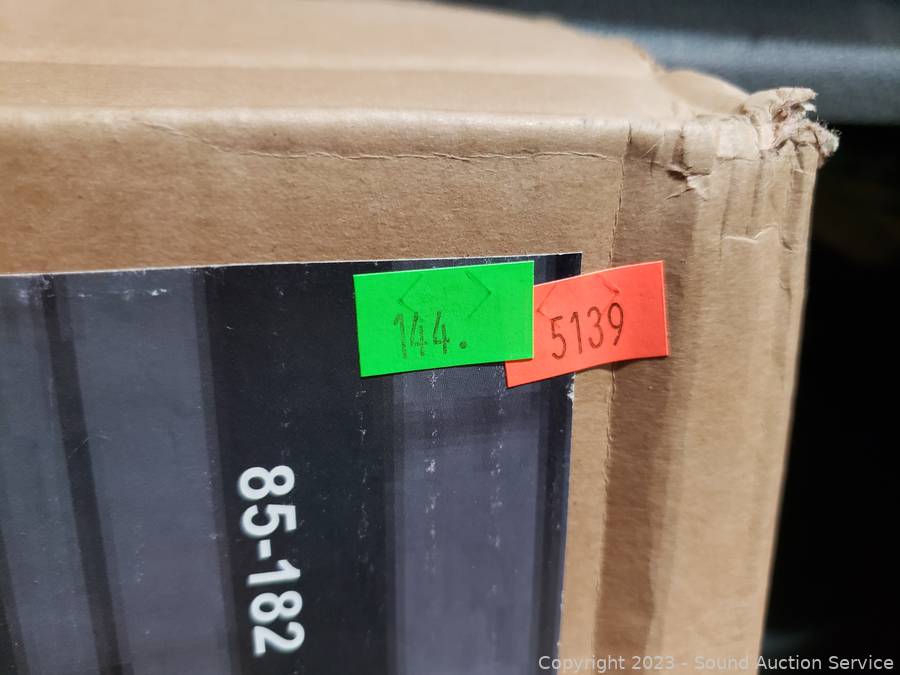 144.
5139
85-182
Copyright 2023 - Sound Auction Service